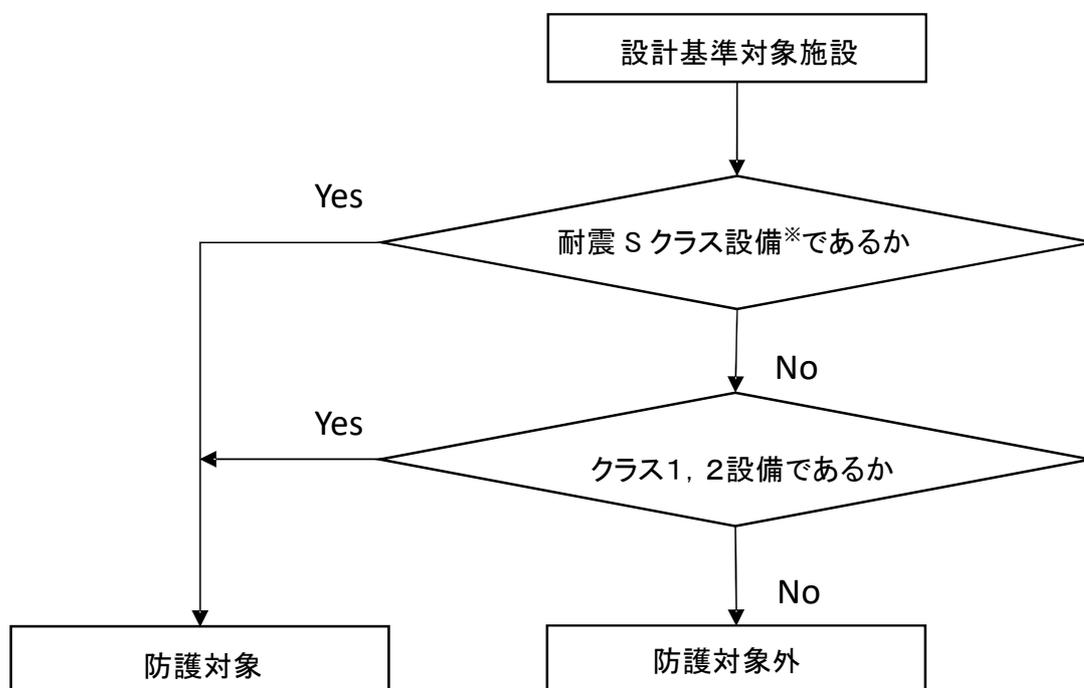 設計基準対象施設
Yes
耐震 S クラス設備※であるか
No
Yes
クラス１，２設備であるか
No
防護対象
防護対象外